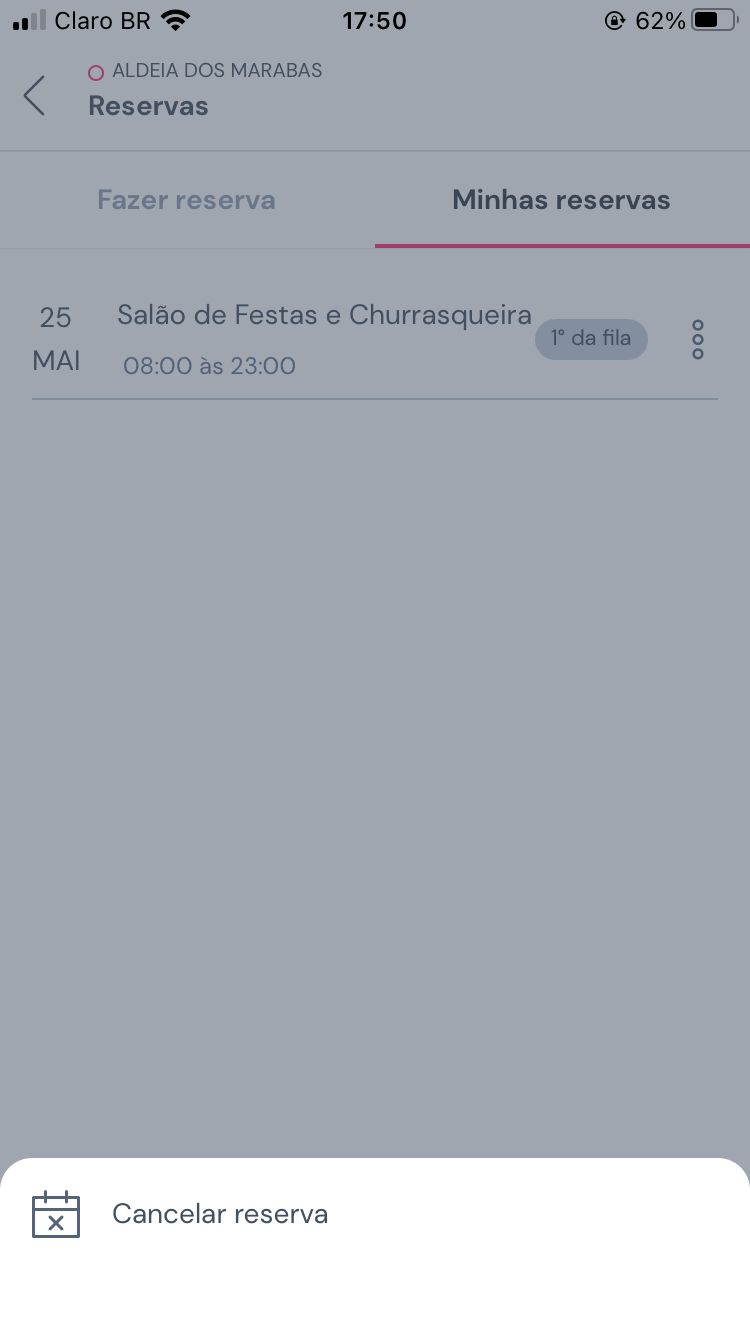 Claro BR
17:50
62%
ALDEIA DOS MARABAS
Reservas
Fazer reserva
Minhas reservas
25
MAI
Salão de Festas e Churrasqueira
08:00 às 23:00
1° da fila
Cancelar reserva